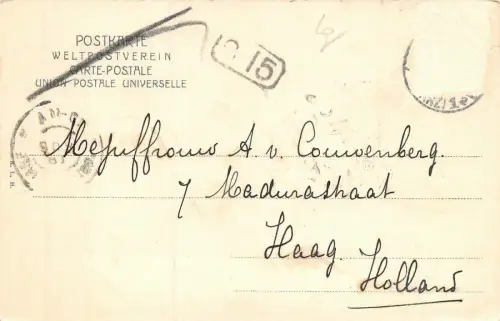 POSTKARTE
WELTPOSTVEREIN
CARTE-POSTALE
UNION POSTALE UNIVERSELLE
15
Mejuffrouw A. v. Couwenberg.
7 Madurastraat
Haag.
Holland